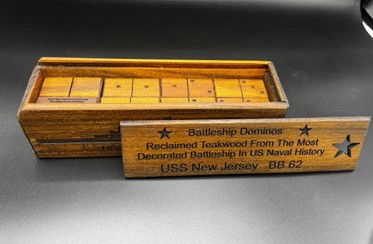 Battleship Dominos
Reclaimed Teakwood From The Most
Decorated Battleship In US Naval History
USS New Jersey BB 62